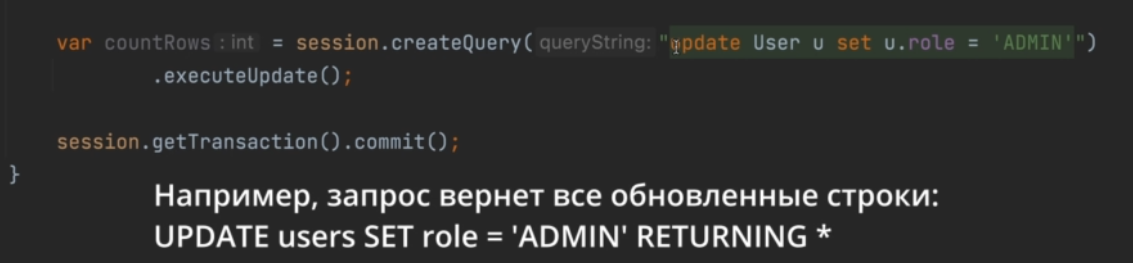 var countRows : int = session.createQuery( queryString: "update User u set u.role = 'ADMIN'")
.executeUpdate();
session.getTransaction().commit();
}
Например, запрос вернет все обновленные строки:
UPDATE users SET role = 'ADMIN' RETURNING *